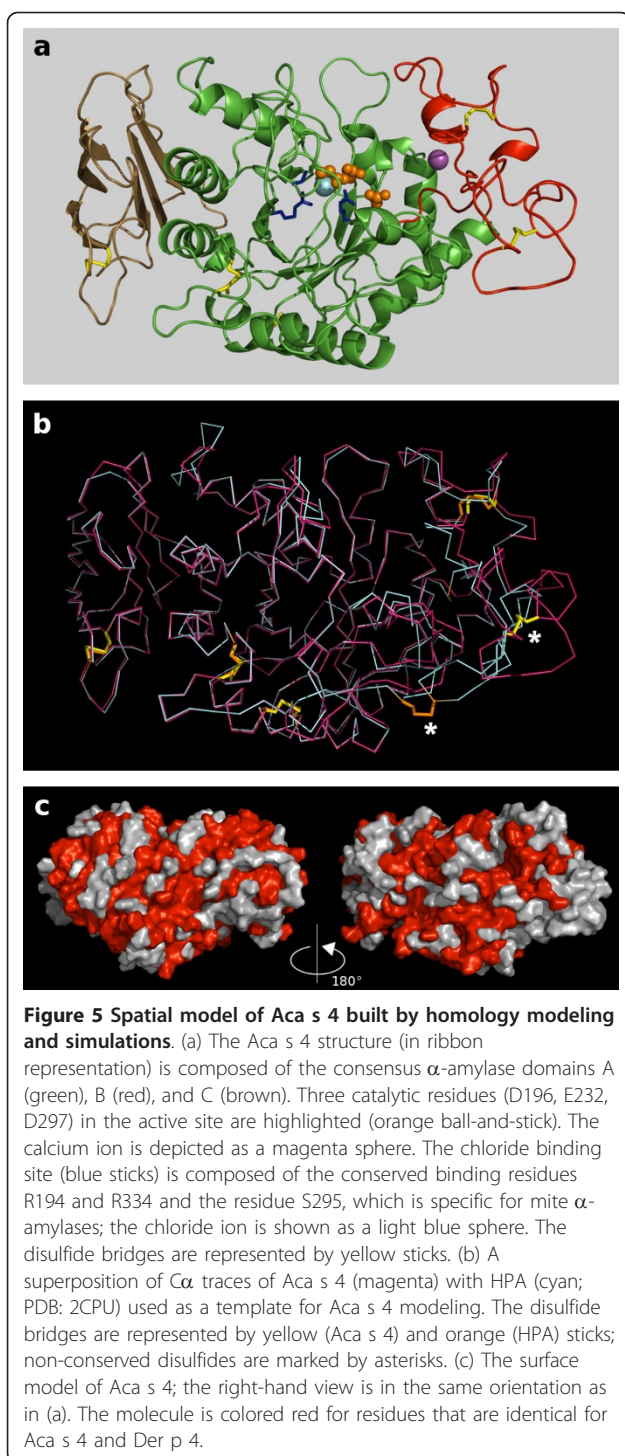 a
b
*
*
c
180°
Figure 5 Spatial model of Aca s 4 built by homology modeling
and simulations. (a) The Aca s 4 structure (in ribbon
representation) is composed of the consensus α-amylase domains A
(green), B (red), and C (brown). Three catalytic residues (D196, E232,
D297) in the active site are highlighted (orange ball-and-stick). The
calcium ion is depicted as a magenta sphere. The chloride binding
site (blue sticks) is composed of the conserved binding residues
R194 and R334 and the residue S295, which is specific for mite α-
amylases; the chloride ion is shown as a light blue sphere. The
disulfide bridges are represented by yellow sticks. (b) A
superposition of Cα traces of Aca s 4 (magenta) with HPA (cyan;
PDB: 2CPU) used as a template for Aca s 4 modeling. The disulfide
bridges are represented by yellow (Aca s 4) and orange (HPA) sticks;
non-conserved disulfides are marked by asterisks. (c) The surface
model of Aca s 4; the right-hand view is in the same orientation as
in (a). The molecule is colored red for residues that are identical for
Aca s 4 and Der p 4.